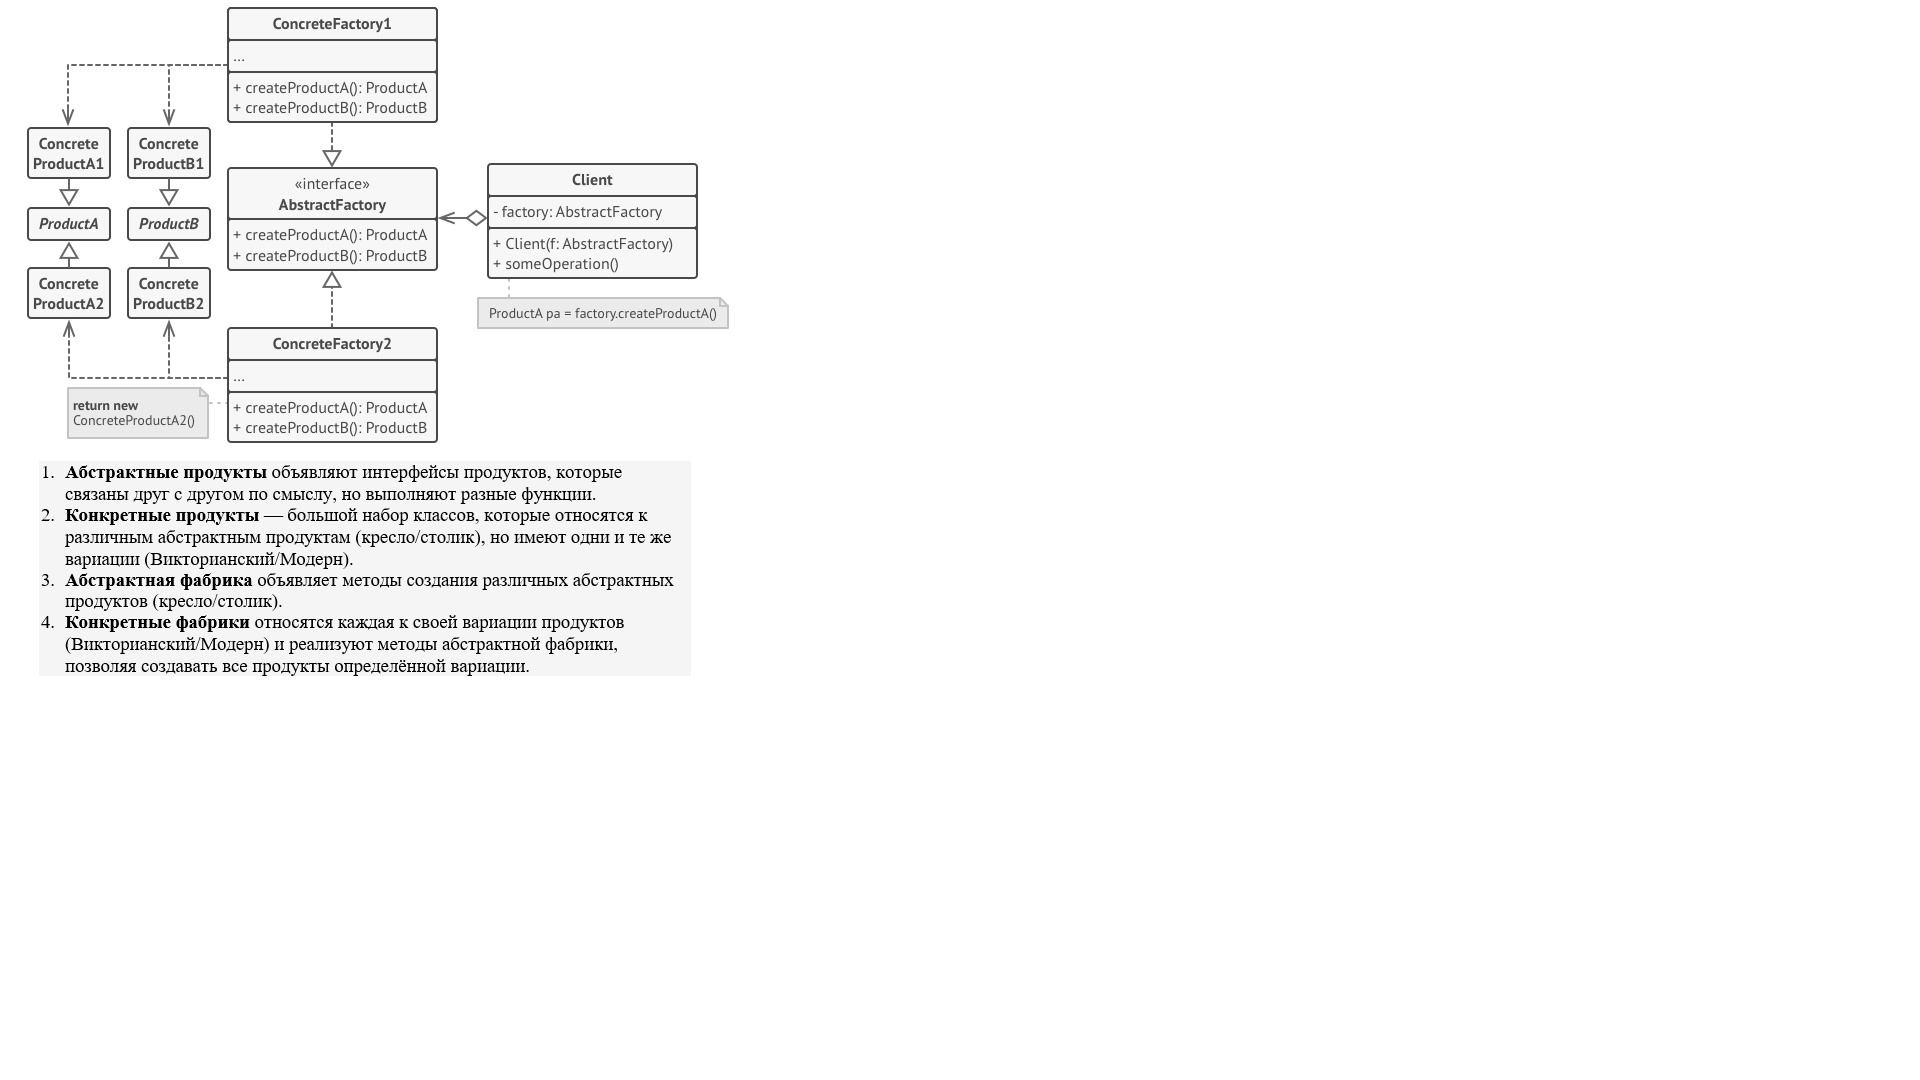 ConcreteFactory1
...
+ createProductA(): ProductA
+ createProductB(): ProductB
Concrete
ProductA1
Concrete
ProductB1
ProductA
ProductB
Concrete
ProductA2
Concrete
ProductB2
«interface»
AbstractFactory
+ createProductA(): ProductA
+ createProductB(): ProductB
Client
- factory: AbstractFactory
+ Client(f: AbstractFactory)
+ someOperation()
ProductA pa = factory.createProductA()
ConcreteFactory2
...
+ createProductA(): ProductA
+ createProductB(): ProductB
return new
ConcreteProductA2()
1. Абстрактные продукты объявляют интерфейсы продуктов, которые
связаны друг с другом по смыслу, но выполняют разные функции.
2. Конкретные продукты — большой набор классов, которые относятся к
различным абстрактным продуктам (кресло/столик), но имеют одни и те же
вариации (Викторианский/Модерн).
3. Абстрактная фабрика объявляет методы создания различных абстрактных
продуктов (кресло/столик).
4. Конкретные фабрики относятся каждая к своей вариации продуктов
(Викторианский/Модерн) и реализуют методы абстрактной фабрики,
позволяя создавать все продукты определённой вариации.